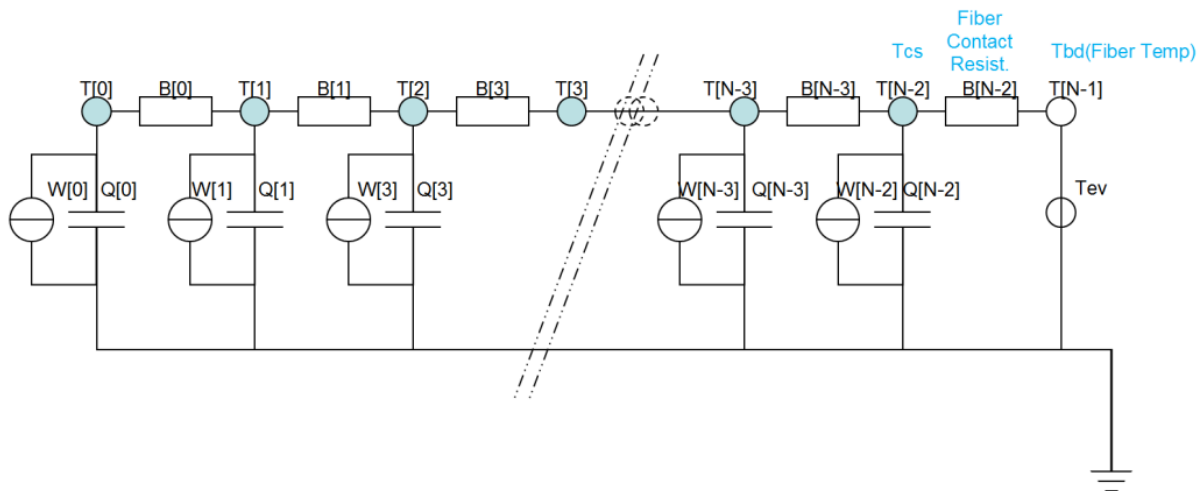 Fiber
Contact
Resist.
Tcs
Tbd(Fiber Temp)
T[0] B[0] T[1] B[1] T[2] B[3] T[3] T[N-3] B[N-3] T[N-2] B[N-2] T[N-1]
W[0] Q[0] W[1] Q[1] W[3] Q[3] W[N-3] Q[N-3] W[N-2] Q[N-2] Tev